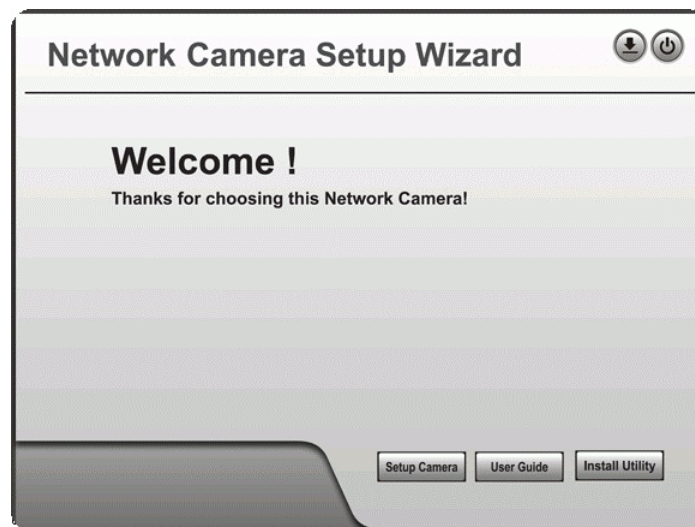 Network Camera Setup Wizard
Welcome !
Thanks for choosing this Network Camera!
Setup Camera
User Guide
Install Utility